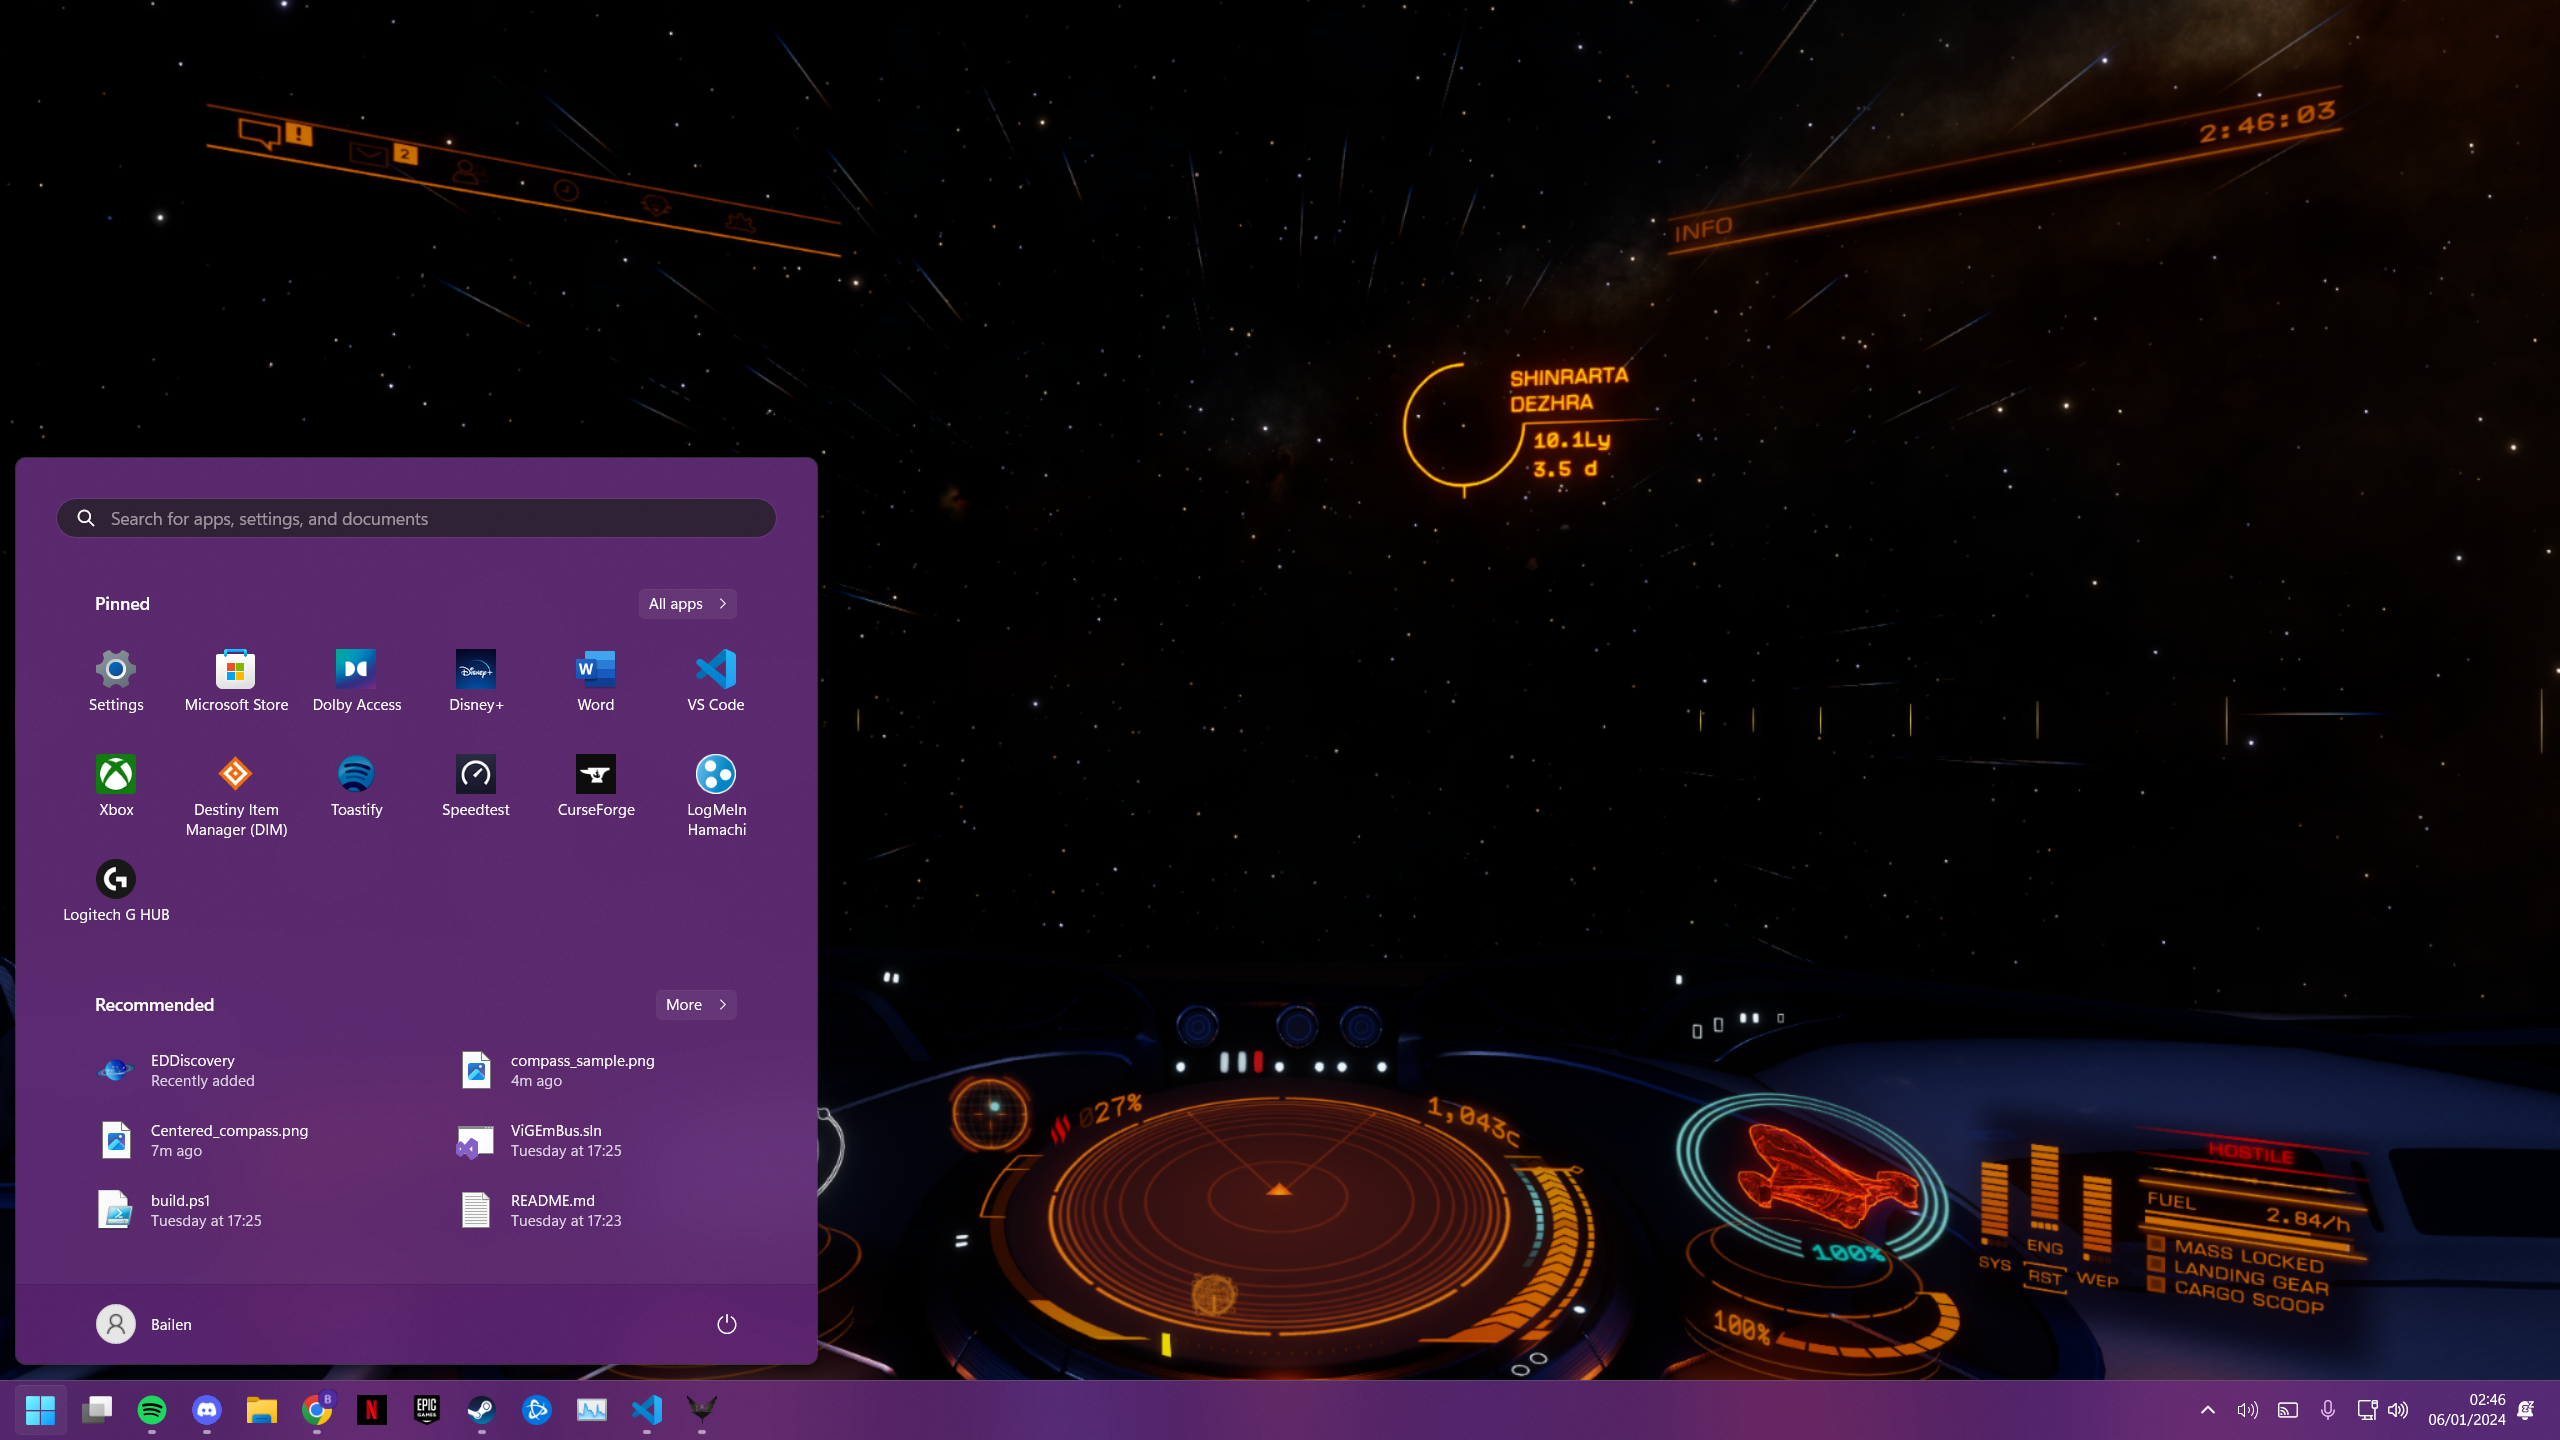 !
2
INFO
2:46:03
SHINRARTA
DEZHRA
10.1Ly
3.5 d
Search for apps, settings, and documents
Pinned
All apps
Settings
Microsoft Store
Dolby Access
Disney+
Disney+
W
Word
VS Code
Xbox
Destiny Item
Manager (DIM)
Toastify
Speedtest
CurseForge
LogMeIn
Hamachi
G
Logitech G HUB
Recommended
More
EDDiscovery
Recently added
compass_sample.png
4m ago
Centered_compass.png
7m ago
ViGEmBus.sln
Tuesday at 17:25
build.ps1
Tuesday at 17:25
README.md
Tuesday at 17:23
Bailen
027%
1,043c
100%
100%
SYS
ENG
RST
WEP
HOSTILE
FUEL
2.84/h
MASS LOCKED
LANDING GEAR
CARGO SCOOP
B
N
EPIC
GAMES
02:46
06/01/2024